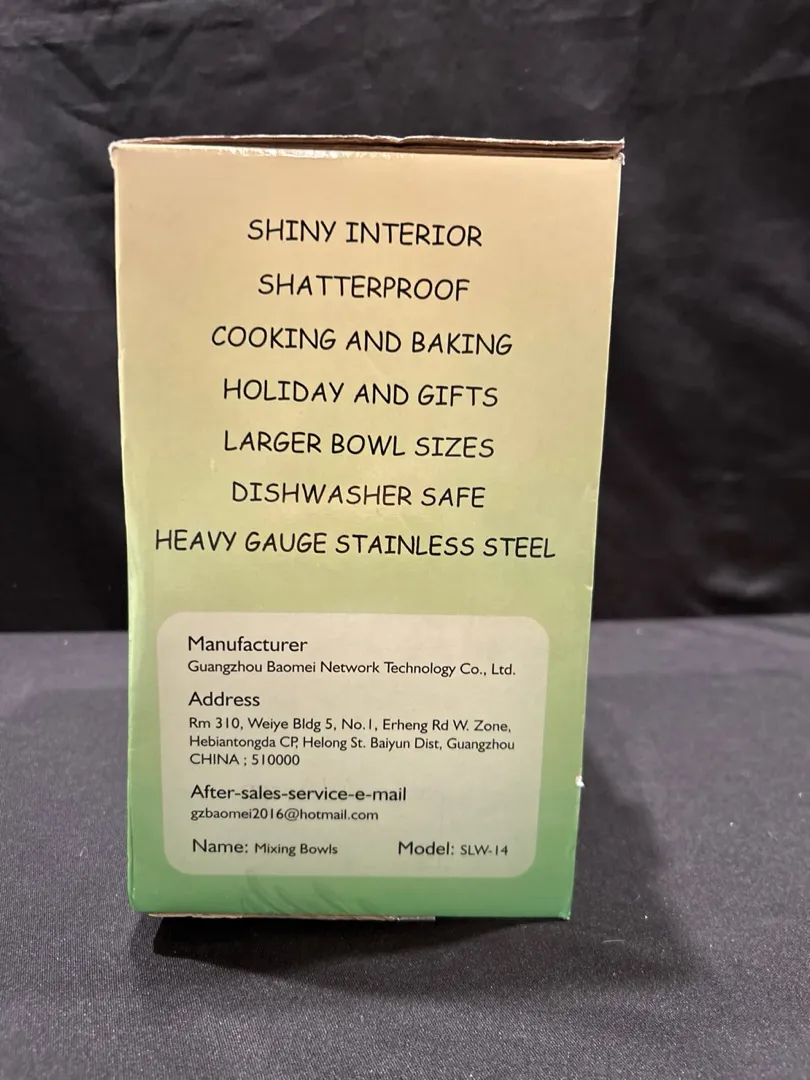 SHINY INTERIOR
SHATTERPROOF
COOKING AND BAKING
HOLIDAY AND GIFTS
LARGER BOWL SIZES
DISHWASHER SAFE
HEAVY GAUGE STAINLESS STEEL
Manufacturer
Guangzhou Baomei Network Technology Co., Ltd.
Address
Rm 310, Weiye Bldg 5, No.1, Erheng Rd W. Zone,
Hebiantongda CP, Helong St. Baiyun Dist, Guangzhou
CHINA ; 510000
After-sales-service-e-mail
gzbaomei2016@hotmail.com
Name: Mixing Bowls Model: SLW-14